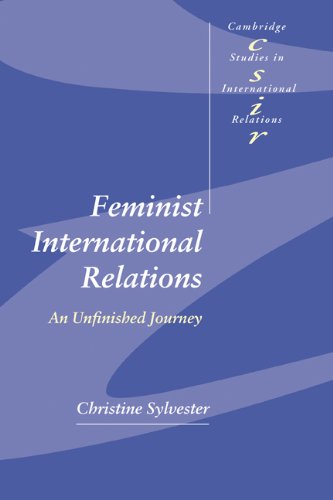 Cambridge
c
Studies in
s
International
i
Relations
r
Feminist
International
Relations
An Unfinished Journey
Christine Sylvester